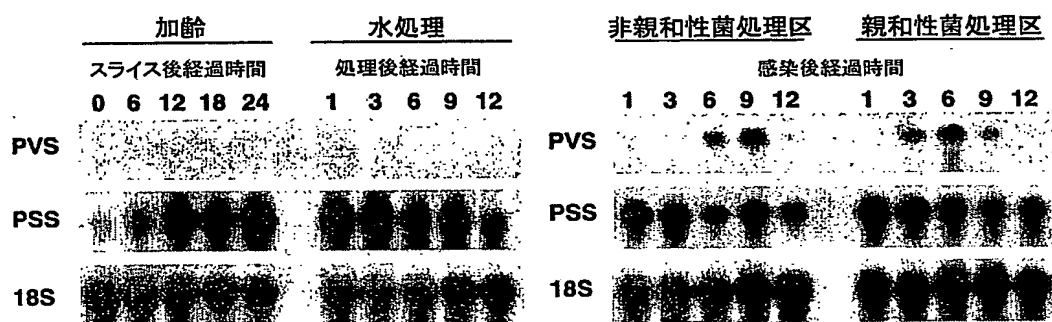 加齢 水処理 非親和性菌処理区 親和性菌処理区
スライス後経過時間 処理後経過時間 感染後経過時間
0 6 12 18 24 1 3 6 9 12 1 3 6 9 12 1 3 6 9 12
PVS PVS
PSS PSS
18S 18S